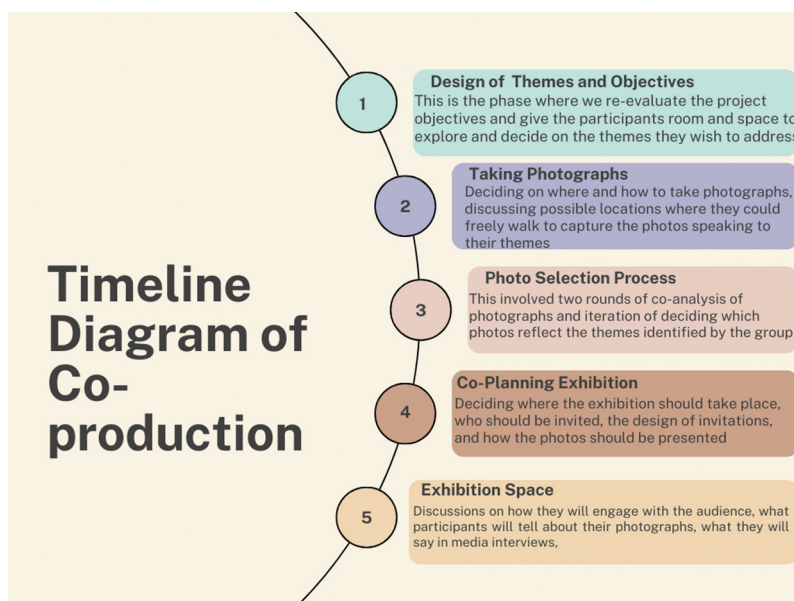 Timeline
Diagram of
Co-
production
1
Design of Themes and Objectives
This is the phase where we re-evaluate the project
objectives and give the participants room and space to
explore and decide on the themes they wish to address
2
Taking Photographs
Deciding on where and how to take photographs,
discussing possible locations where they could
freely walk to capture the photos speaking to
their themes
3
Photo Selection Process
This involved two rounds of co-analysis of
photographs and iteration of deciding which
photos reflect the themes identified by the group
4
Co-Planning Exhibition
Deciding where the exhibition should take place,
who should be invited, the design of invitations,
and how the photos should be presented
5
Exhibition Space
Discussions on how they will engage with the audience, what
participants will tell about their photographs, what they will
say in media interviews,